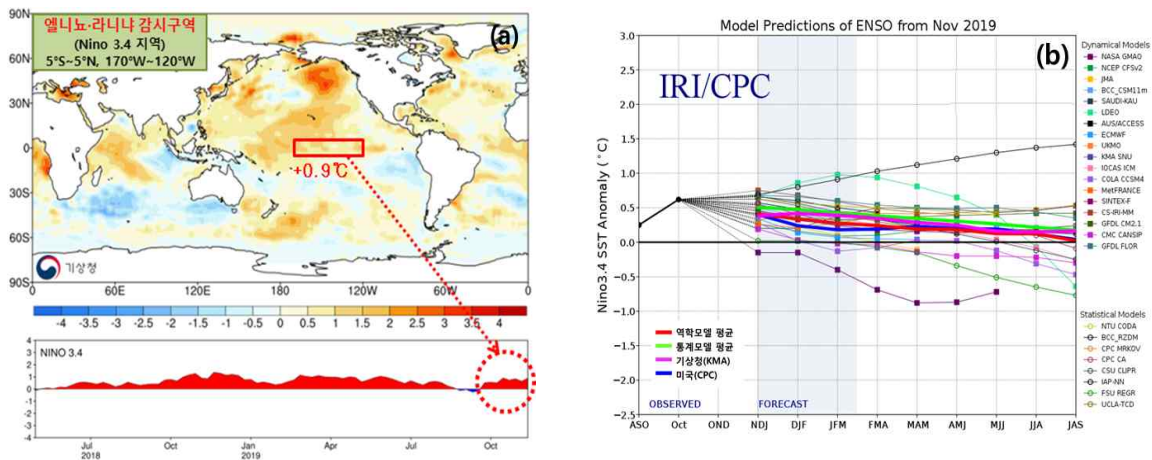 엘니뇨·라니냐 감시구역
(Nino 3.4 지역)
5°S~5°N, 170°W~120°W
(a)
90N
60N
30N
0
30S
60S
90S
+0.9℃
기상청
0 60E 120E 180 120W 60W 0
-4 -3.5 -3 -2.5 -2 -1.5 -1 -0.5 0 0.5 1 1.5 2 2.5 3 3.5 4
NINO 3.4
4
3
2
1
0
-1
-2
-3
-4
Jul Oct Jan Apr Jul Oct
2018 2019
Model Predictions of ENSO from Nov 2019
(b)
IRI/CPC
Nino3.4 SST Anomaly (°C)
3.0
2.5
2.0
1.5
1.0
0.5
0.0
−0.5
−1.0
−1.5
−2.0
−2.5
역학모델 평균
통계모델 평균
기상청(KMA)
미국(CPC)
OBSERVED FORECAST
ASO Oct OND NDJ DJF JFM FMA MAM AMJ MJJ JJA JAS
Dynamical Models
NASA GMAO
NCEP CFSv2
JMA
BCC_CSM11m
SAUDI-KAU
LDEO
AUS/ACCESS
ECMWF
UKMO
KMA SNU
IOCAS ICM
COLA CCSM4
MetFRANCE
SINTEX-F
CS-IRI-MM
GFDL CM2.1
CMC CANSIP
GFDL FLOR
Statistical Models
NTU CODA
BCC_RZDM
CPC MRKOV
CPC CA
CSU CLIPR
IAP-NN
FSU REGR
UCLA-TCD